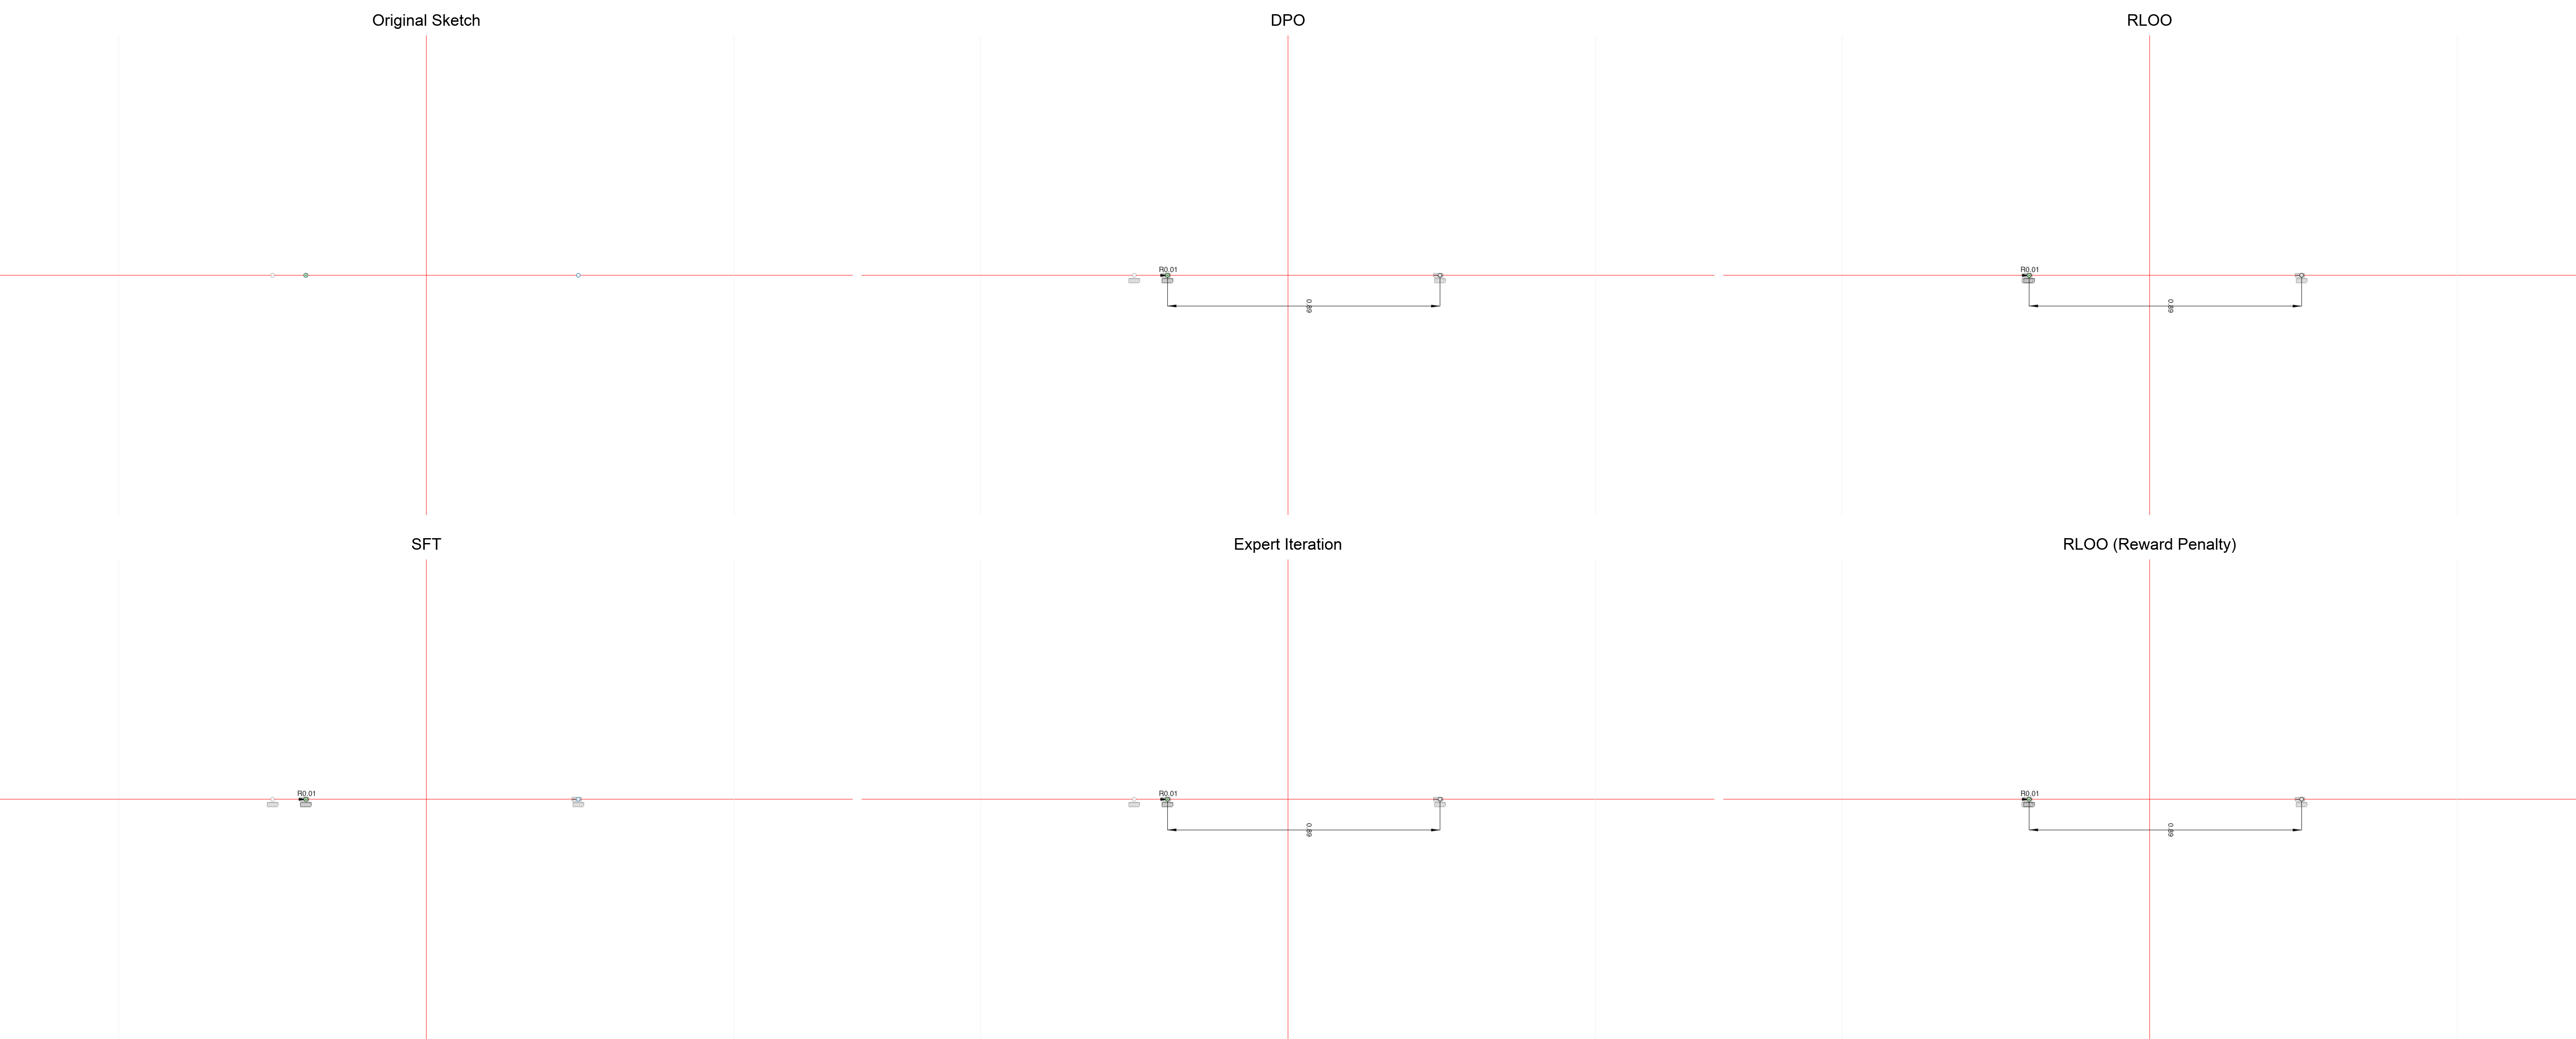 Original Sketch
DPO
RLOO
R0.01
0.89
R0.01
0.89
SFT
Expert Iteration
RLOO (Reward Penalty)
R0.01
R0.01
0.89
R0.01
0.89